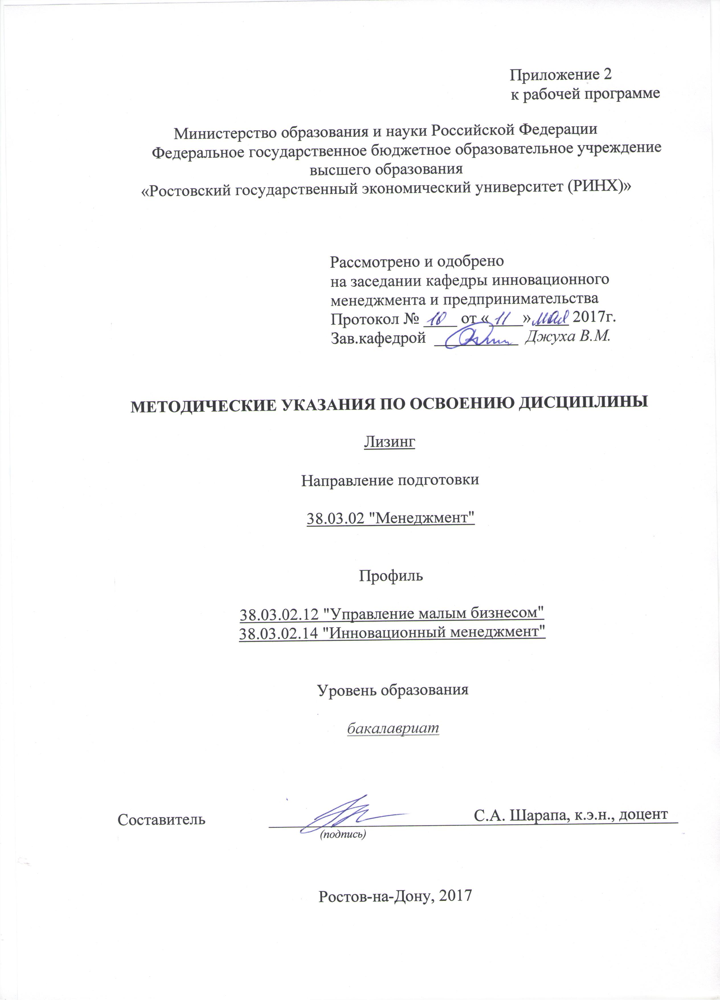 Приложение 2
к рабочей программе
Министерство образования и науки Российской Федерации
Федеральное государственное бюджетное образовательное учреждение
высшего образования
«Ростовский государственный экономический университет (РИНХ)»
Рассмотрено и одобрено
на заседании кафедры инновационного
менеджмента и предпринимательства
Протокол № 10 от «11» мая 2017г.
Зав.кафедрой Джуха В.М.
МЕТОДИЧЕСКИЕ УКАЗАНИЯ ПО ОСВОЕНИЮ ДИСЦИПЛИНЫ
Лизинг
Направление подготовки
38.03.02 "Менеджмент"
Профиль
38.03.02.12 "Управление малым бизнесом"
38.03.02.14 "Инновационный менеджмент"
Уровень образования
бакалавриат
Составитель С.А. Шарапа, к.э.н., доцент
(подпись)
Ростов-на-Дону, 2017